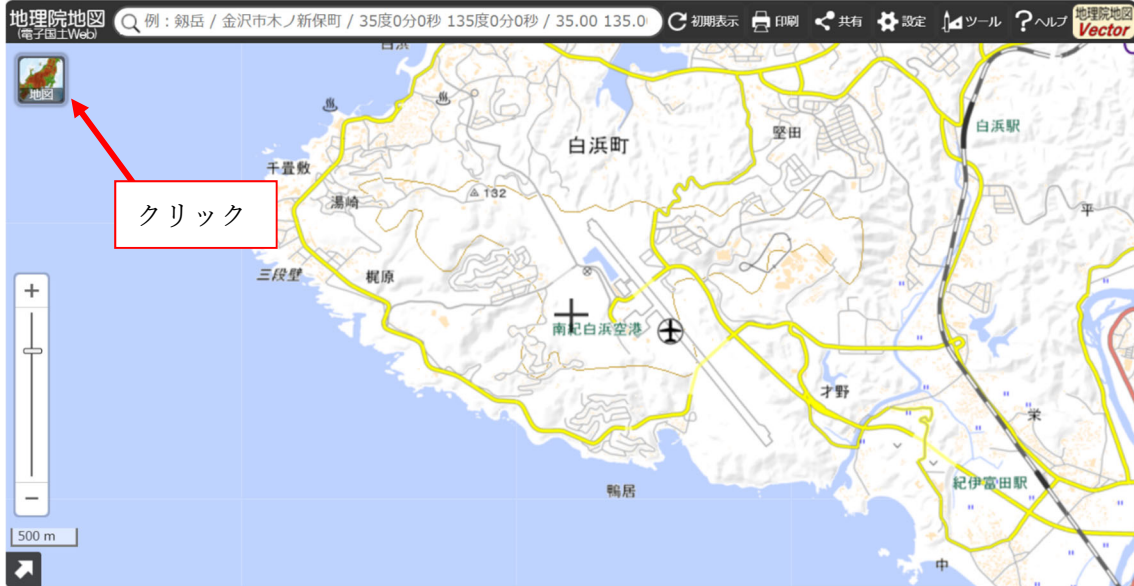 地理院地図
(電子国土Web)
例：剱岳 / 金沢市木ノ新保町 / 35度0分0秒 135度0分0秒 / 35.00 135.0
初期表示
印刷
共有
設定
ツール
ヘルプ
地理院地図
Vector
地図
クリック
白浜
白浜町
堅田
白浜駅
千畳敷
132
湯崎
平
三段壁
梶原
南紀白浜空港
才野
栄
紀伊富田駅
鴨居
中
500 m